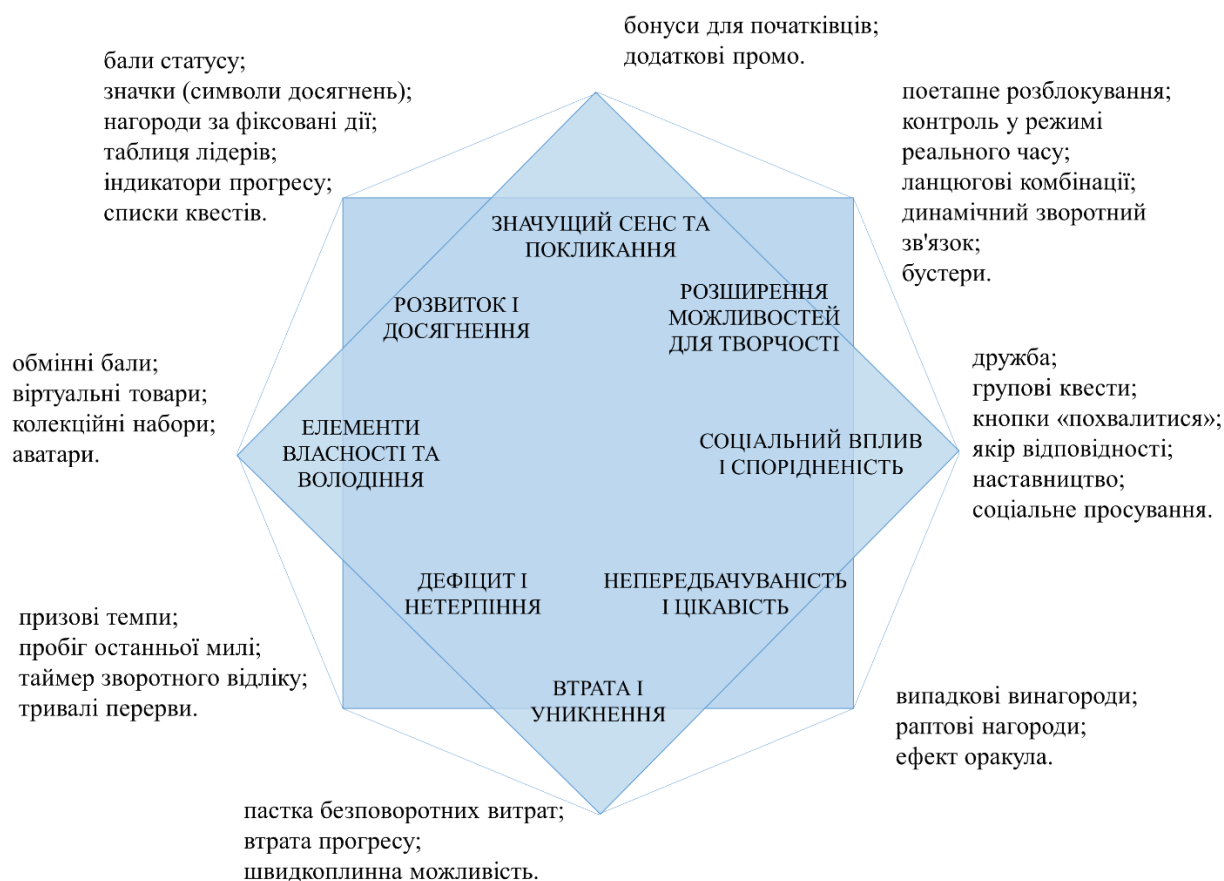 бонуси для початківців;
додаткові промо.
бали статусу;
значки (символи досягнень);
нагороди за фіксовані дії;
таблиця лідерів;
індикатори прогресу;
списки квестів.
поетапне розблокування;
контроль у режимі
реального часу;
ланцюгові комбінації;
динамічний зворотний
зв'язок;
бустери.
ЗНАЧУЩИЙ СЕНС ТА
ПОКЛИКАННЯ
РОЗВИТОК І
ДОСЯГНЕННЯ
РОЗШИРЕННЯ
МОЖЛИВОСТЕЙ
ДЛЯ ТВОРЧОСТІ
обмінні бали;
віртуальні товари;
колекційні набори;
аватари.
ЕЛЕМЕНТИ
ВЛАСНОСТІ ТА
ВОЛОДІННЯ
СОЦІАЛЬНИЙ ВПЛИВ
І СПОРІДНЕНІСТЬ
дружба;
групові квести;
кнопки «похвалитися»;
якір відповідності;
наставництво;
соціальне просування.
ДЕФІЦИТ І
НЕТЕРПІННЯ
НЕПЕРЕДБАЧУВАНІСТЬ
І ЦІКАВІСТЬ
призові темпи;
пробіг останньої милі;
таймер зворотного відліку;
тривалі перерви.
ВТРАТА І
УНИКНЕННЯ
випадкові винагороди;
раптові нагороди;
ефект оракула.
пастка безповоротних витрат;
втрата прогресу;
швидкоплинна можливість.